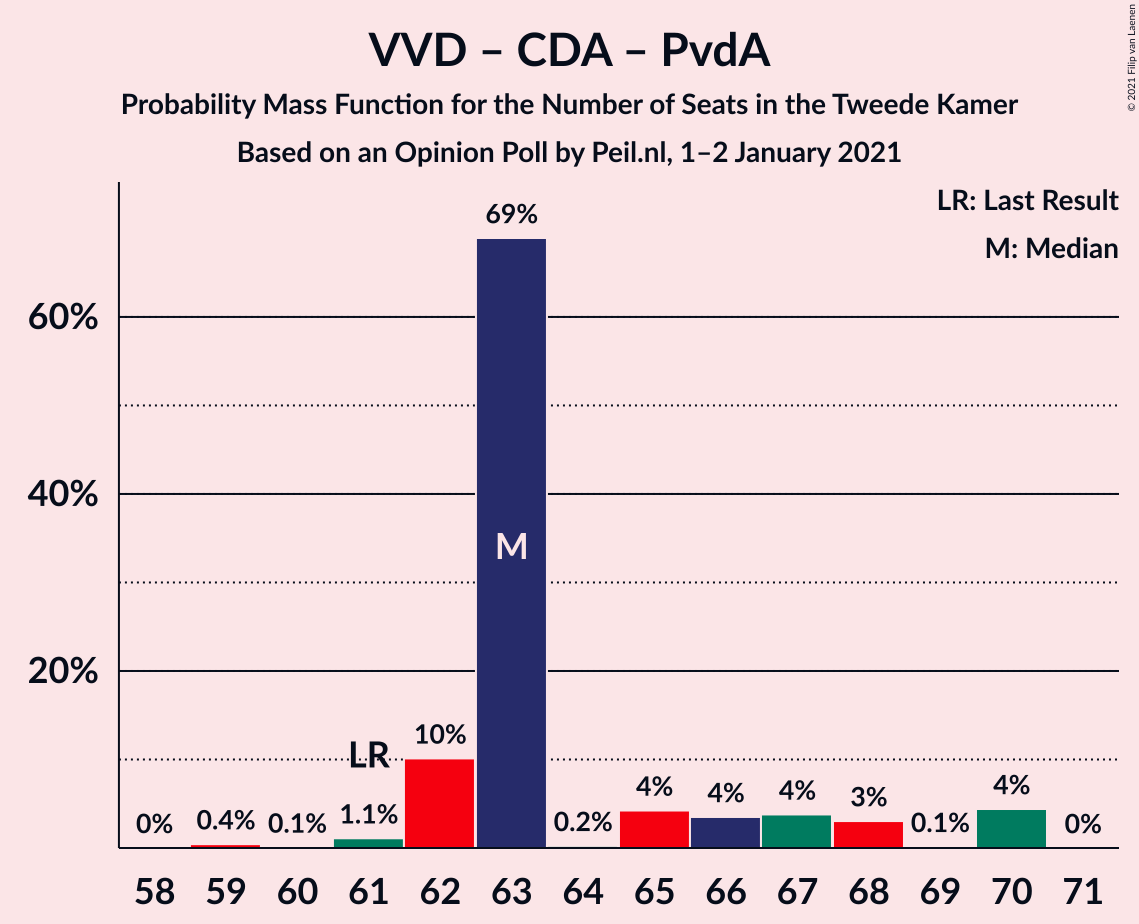 VVD – CDA – PvdA
Probability Mass Function for the Number of Seats in the Tweede Kamer
Based on an Opinion Poll by Peil.nl, 1–2 January 2021
© 2021 Filip van Laenen
LR: Last Result
M: Median
69%
60%
40%
M
20%
LR
10%
0%
0.4%
0.1%
1.1%
0.2%
4%
4%
4%
3%
0.1%
4%
0%
58 59 60 61 62 63 64 65 66 67 68 69 70 71